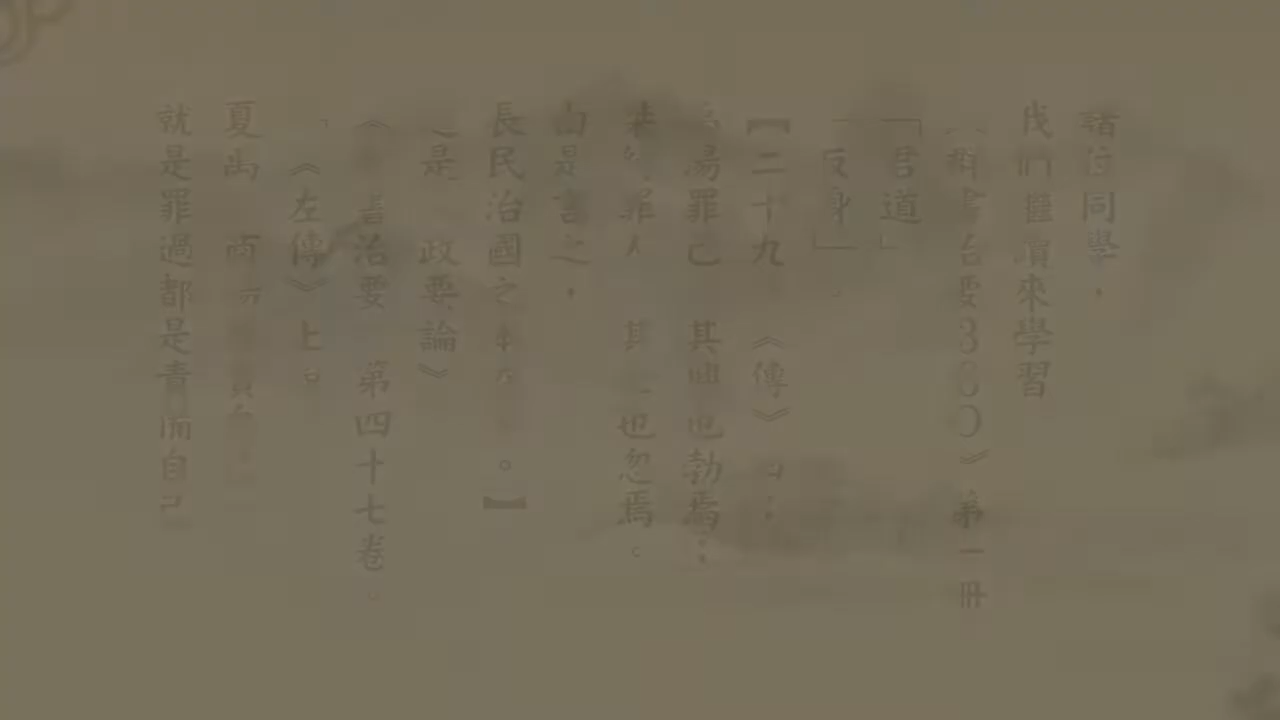 諸位同學，
我們繼續來學習
《群書治要360》第一冊
「君道」
「反身」。
【二十九 《傳》曰：
禹湯罪己 其興也勃焉；
桀紂罪人 其亡也忽焉。
由是言之，
長民治國之本在身。】
這是 政要論》
書治要 第四十七卷。
「《左傳》上
夏禹 商
就是罪過都是責備自己